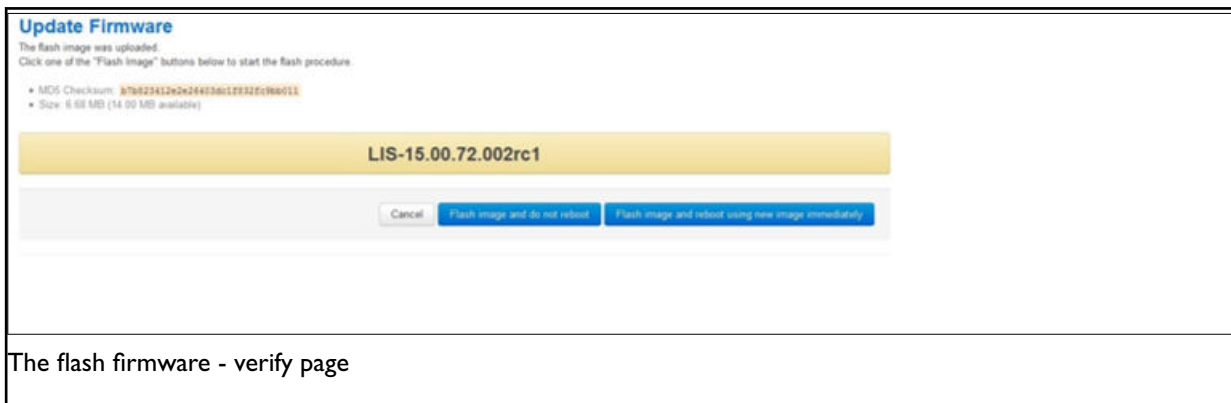 Update Firmware
The flash image was uploaded.
Click one of the "Flash Image" buttons below to start the flash procedure.
MD5 Checksum:
Size: 6.68 MB (14.00 MB available)
LIS-15.00.72.002rc1
Cancel Flash image and do not reboot Flash image and reboot using new image immediately
The flash firmware - verify page